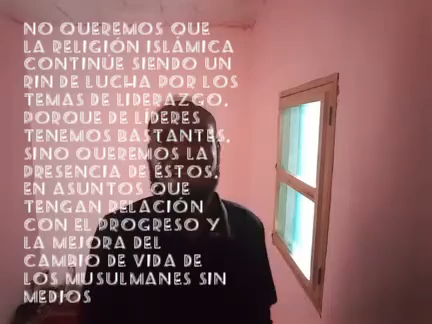 NO QUEREMOS QUE
LA RELIGIÓN ISLÁMICA
CONTINÚE SIENDO UN
RIN DE LUCHA POR LOS
TEMAS DE LIDERAZGO.
PORQUE DE LÍDERES
TENEMOS BASTANTES.
SINO QUEREMOS LA
PRESENCIA DE ÉSTOS.
EN ASUNTOS QUE
TENGAN RELACIÓN
CON EL PROGRESO Y
LA MEJORA DEL
CAMBIO DE VIDA DE
LOS MUSULMANES SIN
MEDIOS